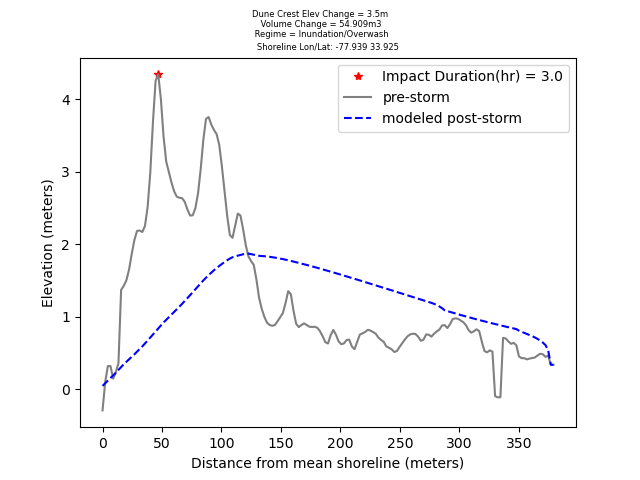 Dune Crest Elev Change = 3.5m
Volume Change = 54.909m3
Regime = Inundation/Overwash
Shoreline Lon/Lat: -77.939 33.925
Impact Duration(hr) = 3.0
pre-storm
modeled post-storm
Elevation (meters)
4
3
2
1
0
0 50 100 150 200 250 300 350
Distance from mean shoreline (meters)